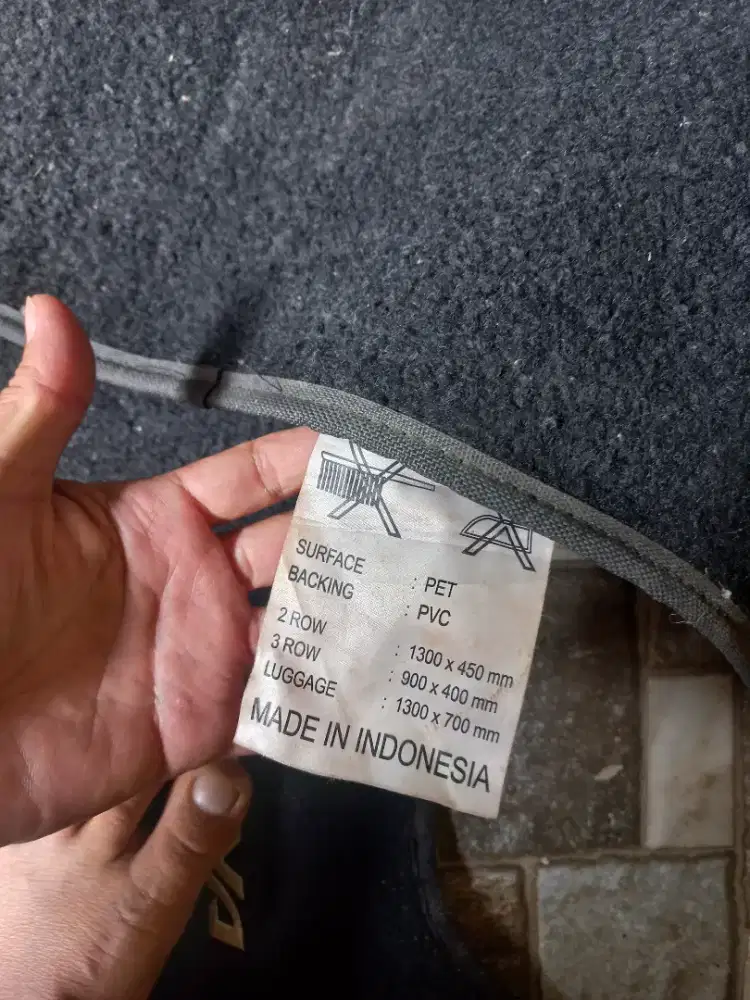 SURFACE : PET
BACKING : PVC
2 ROW : 1300 x 450 mm
3 ROW : 900 x 400 mm
LUGGAGE : 1300 x 700 mm
MADE IN INDONESIA